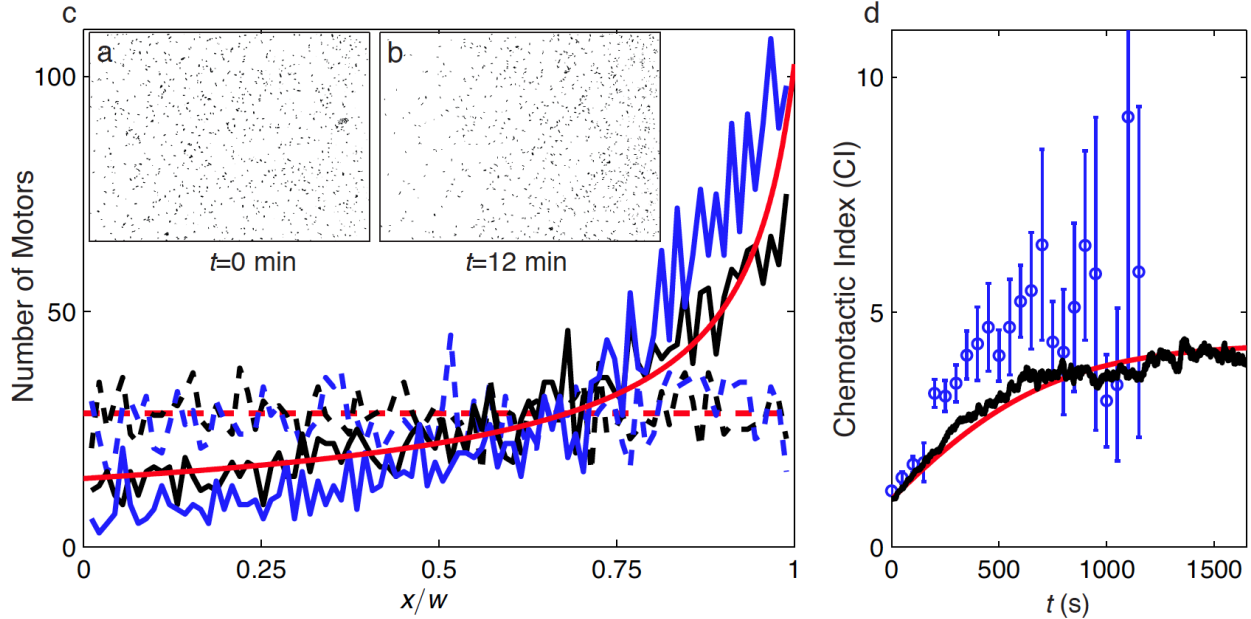 c
d
a
b
t=0 min
t=12 min
Number of Motors
100
50
0
0
0.25
0.5
0.75
1
x/w
Chemotactic Index (CI)
10
5
0
0
500
1000
1500
t (s)